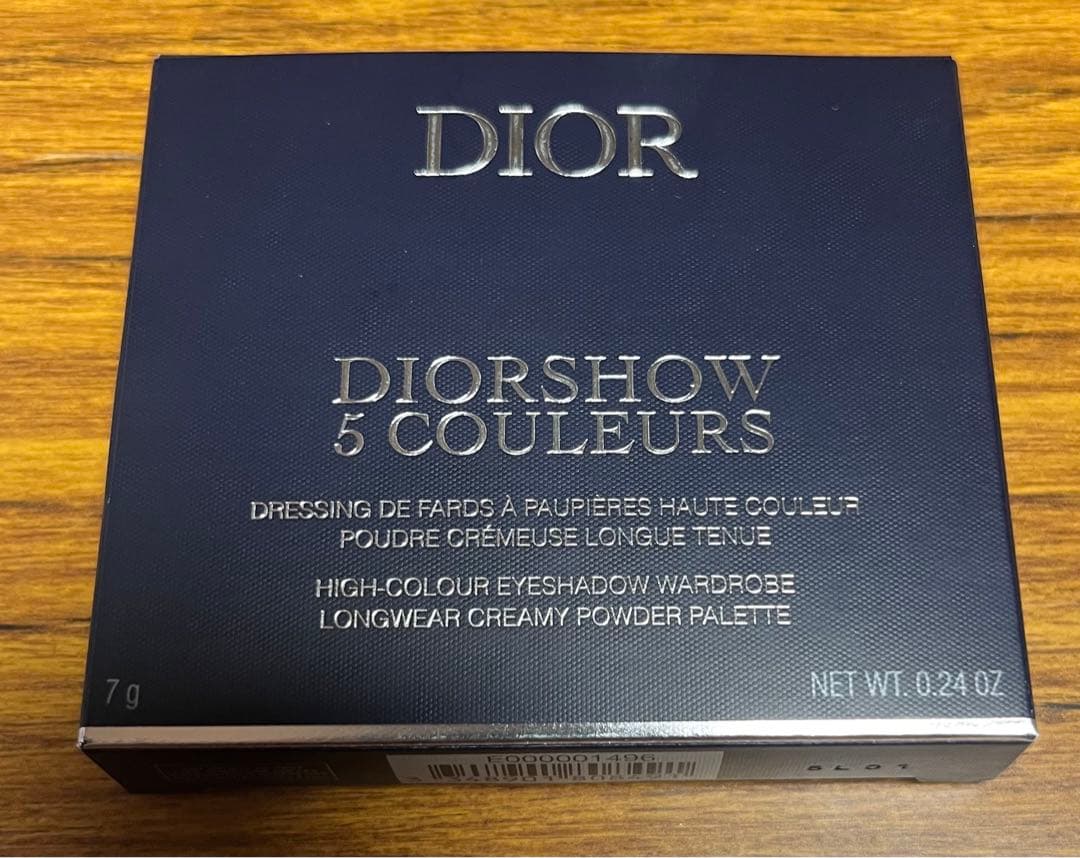 DIOR
DIORSHOW
5 COULEURS
DRESSING DE FARDS À PAUPIÈRES HAUTE COULEUR
POUDRE CRÉMEUSE LONGUE TENUE
HIGH-COLOUR EYESHADOW WARDROBE
LONGWEAR CREAMY POWDER PALETTE
7 g
NET WT. 0.24 OZ
E000001496